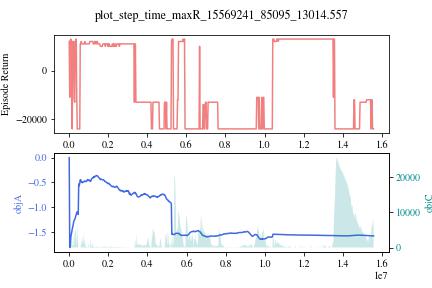 plot_step_time_maxR_15569241_85095_13014.557
Episode Return
0
−20000
0.0 0.2 0.4 0.6 0.8 1.0 1.2 1.4 1.6
objA
0.0
−0.5
−1.0
−1.5
20000
10000
0
objC
0.0 0.2 0.4 0.6 0.8 1.0 1.2 1.4 1.6
1e7